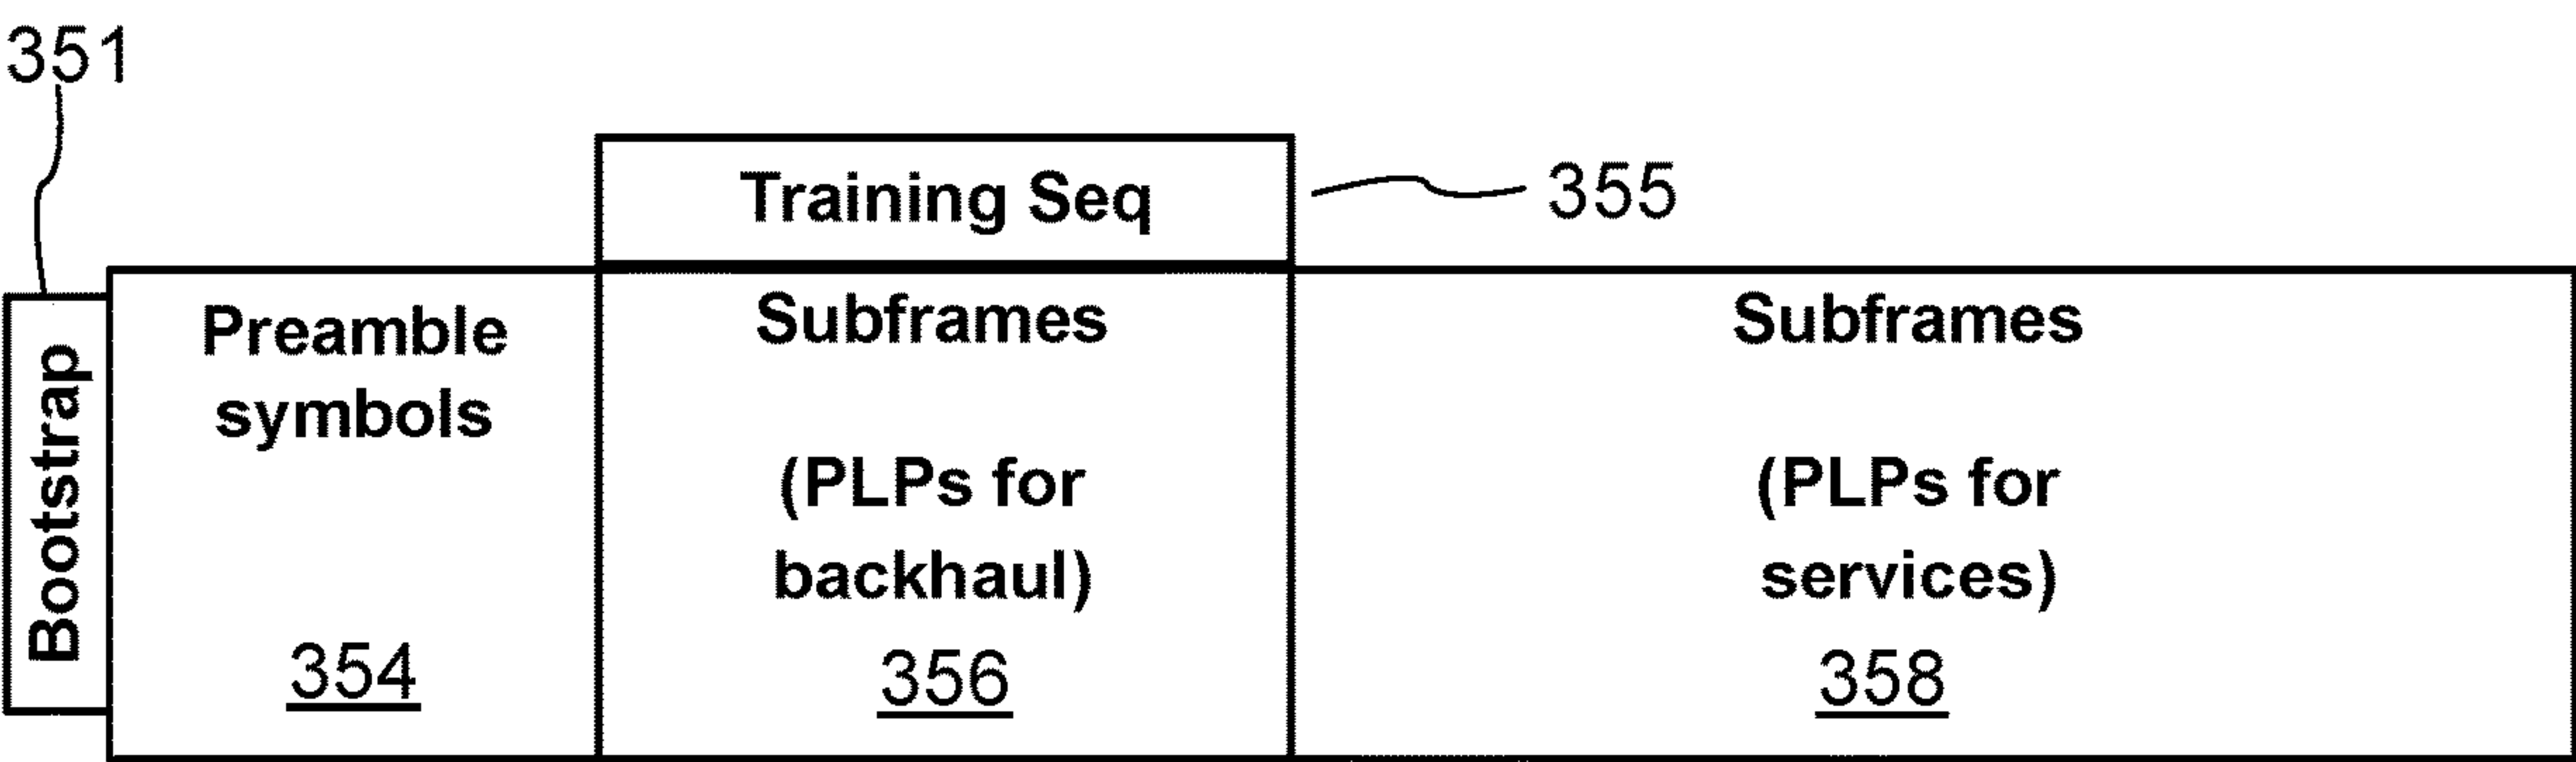 351
Training Seq
355
Bootstrap
Preamble
symbols
354
Subframes
(PLPs for
backhaul)
356
Subframes
(PLPs for
services)
358